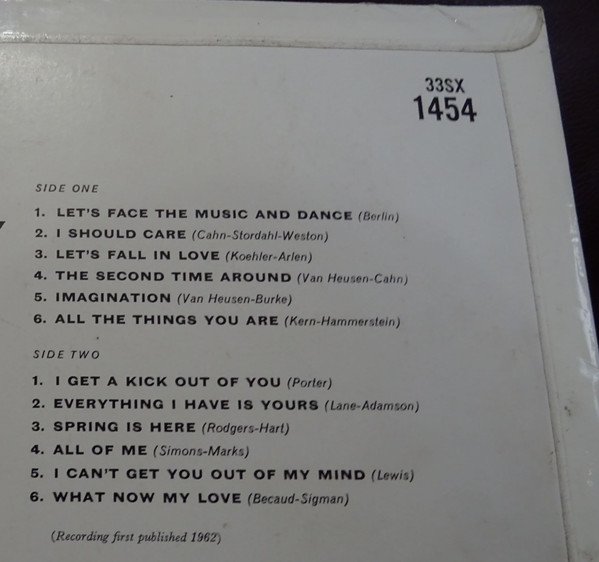 33SX
1454
SIDE ONE
1. LET'S FACE THE MUSIC AND DANCE (Berlin)
2. I SHOULD CARE (Cahn-Stordahl-Weston)
3. LET'S FALL IN LOVE (Koehler-Arlen)
4. THE SECOND TIME AROUND (Van Heusen-Cahn)
5. IMAGINATION (Van Heusen-Burke)
6. ALL THE THINGS YOU ARE (Kern-Hammerstein)
SIDE TWO
1. I GET A KICK OUT OF YOU (Porter)
2. EVERYTHING I HAVE IS YOURS (Lane-Adamson)
3. SPRING IS HERE (Rodgers-Hart)
4. ALL OF ME (Simons-Marks)
5. I CAN'T GET YOU OUT OF MY MIND (Lewis)
6. WHAT NOW MY LOVE (Becaud-Sigman)
(Recording first published 1962)